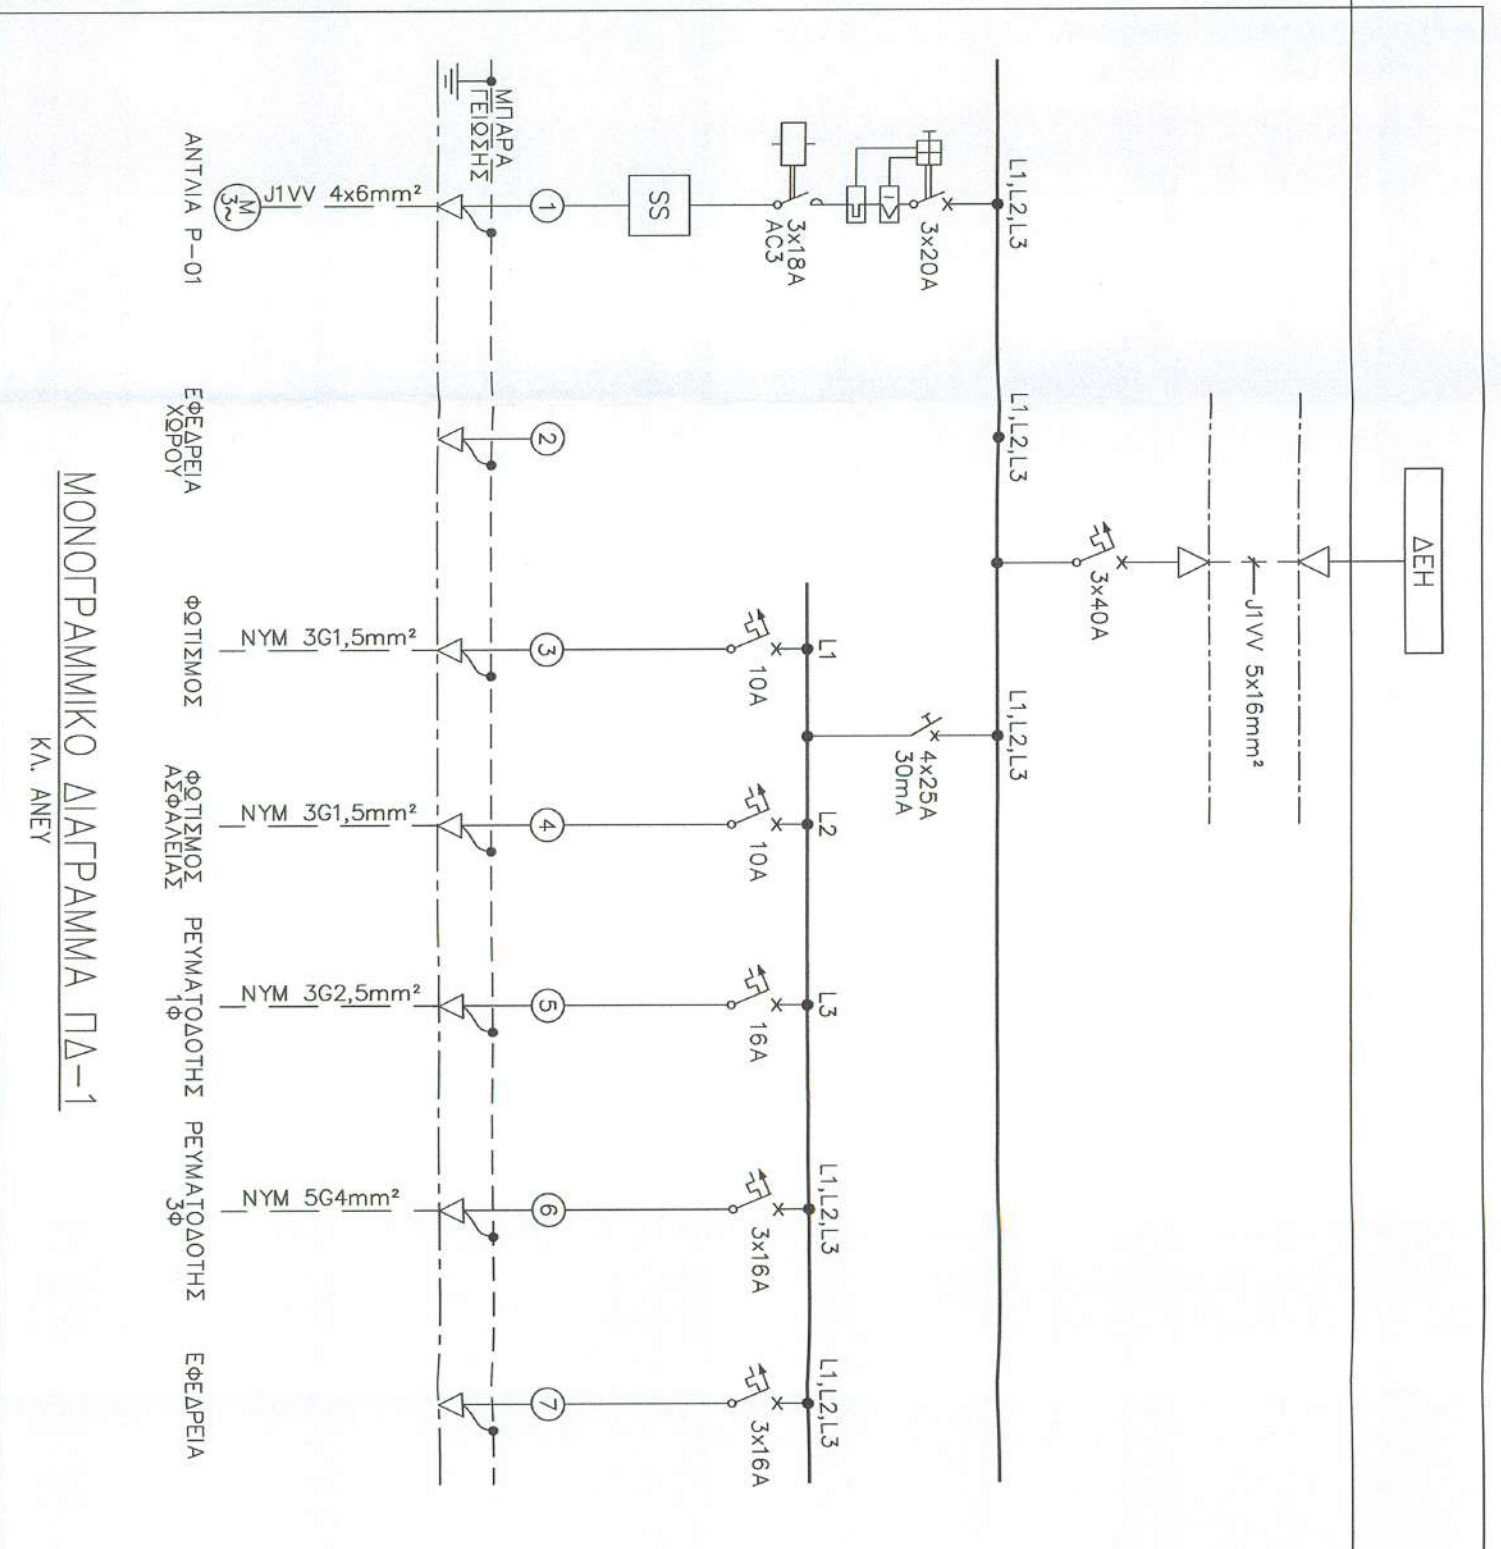 ΔΕΗ
J1VV 5x16mm²
3x40A
L1,L2,L3
L1,L2,L3
L1,L2,L3
3x20A
3x18A
AC3
SS
4x25A
30mA
L1
L2
L3
L1,L2,L3
L1,L2,L3
10A
10A
16A
3x16A
3x16A
1
2
3
4
5
6
7
ΜΠΑΡΑ
ΓΕΙΩΣΗΣ
J1VV 4x6mm²
NYM 3G1,5mm²
NYM 3G1,5mm²
NYM 3G2,5mm²
NYM 5G4mm²
M
3~
ΑΝΤΛΙΑ P-01
ΕΦΕΔΡΕΙΑ
ΧΩΡΟΥ
ΦΩΤΙΣΜΟΣ
ΦΩΤΙΣΜΟΣ
ΑΣΦΑΛΕΙΑΣ
ΡΕΥΜΑΤΟΔΟΤΗΣ
1Φ
ΡΕΥΜΑΤΟΔΟΤΗΣ
3Φ
ΕΦΕΔΡΕΙΑ
ΜΟΝΟΓΡΑΜΜΙΚΟ ΔΙΑΓΡΑΜΜΑ ΠΔ-1
ΚΛ. ΑΝΕΥ